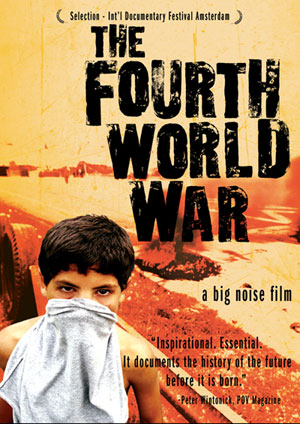 Selection - Int'l Documentary Festival Amsterdam
THE
FOURTH
WORLD
WAR
a big noise film
"Inspirational. Essential.
It documents the history of the future
before it is born."
-Peter Wintonick, POV Magazine